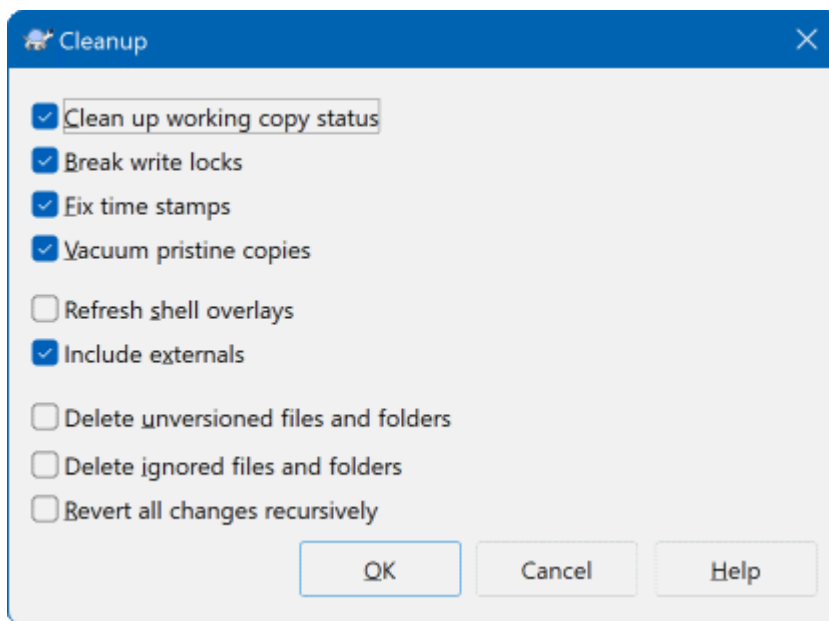 Cleanup
Clean up working copy status
Break write locks
Fix time stamps
Vacuum pristine copies
Refresh shell overlays
Include externals
Delete unversioned files and folders
Delete ignored files and folders
Revert all changes recursively
OK Cancel Help